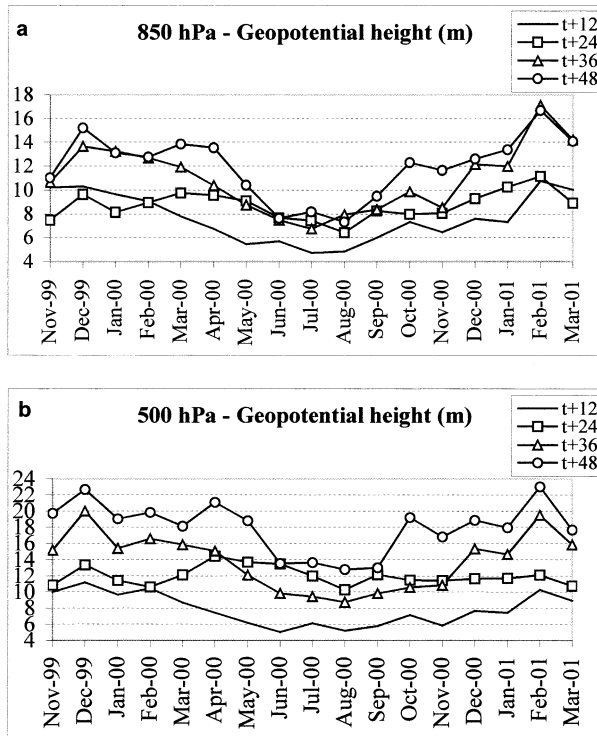 a
850 hPa - Geopotential height (m)
t+12
t+24
t+36
t+48
18
16
14
12
10
8
6
4
Nov-99
Dec-99
Jan-00
Feb-00
Mar-00
Apr-00
May-00
Jun-00
Jul-00
Aug-00
Sep-00
Oct-00
Nov-00
Dec-00
Jan-01
Feb-01
Mar-01
b
500 hPa - Geopotential height (m)
t+12
t+24
t+36
t+48
24
22
20
18
16
14
12
10
8
6
4
Nov-99
Dec-99
Jan-00
Feb-00
Mar-00
Apr-00
May-00
Jun-00
Jul-00
Aug-00
Sep-00
Oct-00
Nov-00
Dec-00
Jan-01
Feb-01
Mar-01